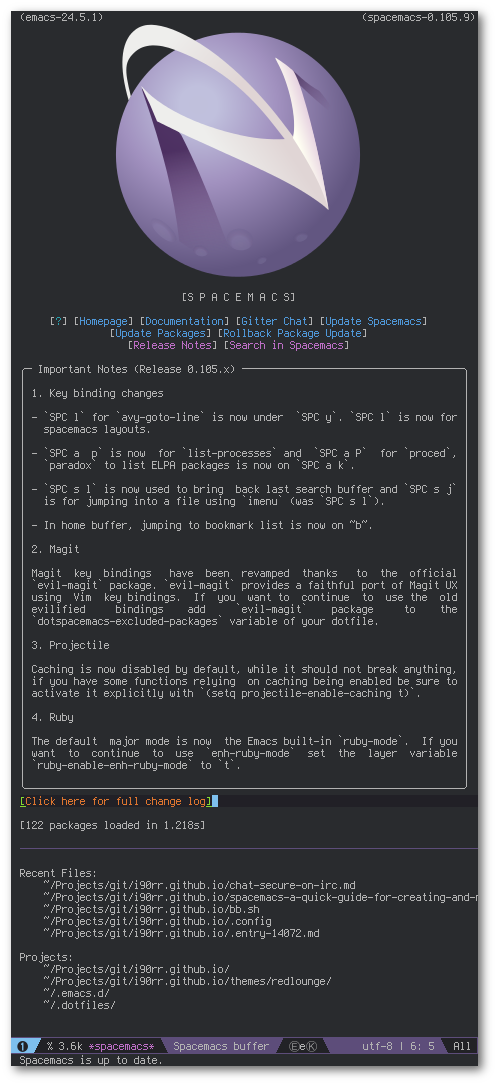 (emacs-24.5.1) (spacemacs-0.105.9)
[S P A C E M A C S]
[?] [Homepage] [Documentation] [Gitter Chat] [Update Spacemacs]
[Update Packages] [Rollback Package Update]
[Release Notes] [Search in Spacemacs]
Important Notes (Release 0.105.x)
1. Key binding changes
- `SPC l` for `avy-goto-line` is now under `SPC y`. `SPC l` is now for
spacemacs layouts.
- `SPC a p` is now for `list-processes` and `SPC a P` for `proced`,
`paradox` to list ELPA packages is now on `SPC a k`.
- `SPC s l` is now used to bring back last search buffer and `SPC s j`
is for jumping into a file using `imenu` (was `SPC s l`).
- In home buffer, jumping to bookmark list is now on ~b~.
2. Magit
Magit key bindings have been revamped thanks to the official
`evil-magit` package. `evil-magit` provides a faithful port of Magit UX
using Vim key bindings. If you want to continue to use the old
evilified bindings add `evil-magit` package to the
`dotspacemacs-excluded-packages` variable of your dotfile.
3. Projectile
Caching is now disabled by default, while it should not break anything,
if you have some functions relying on caching being enabled be sure to
activate it explicitly with `(setq projectile-enable-caching t)`.
4. Ruby
The default major mode is now the Emacs built-in `ruby-mode`. If you
want to continue to use `enh-ruby-mode` set the layer variable
`ruby-enable-enh-ruby-mode` to `t`.
[Click here for full change log]
[122 packages loaded in 1.218s]
Recent Files:
~/Projects/git/i90rr.github.io/chat-secure-on-irc.md
~/Projects/git/i90rr.github.io/spacemacs-a-quick-guide-for-creating-and-
~/Projects/git/i90rr.github.io/bb.sh
~/Projects/git/i90rr.github.io/.config
~/Projects/git/i90rr.github.io/.entry-14072.md
Projects:
~/Projects/git/i90rr.github.io/
~/Projects/git/i90rr.github.io/themes/redlounge/
~/.emacs.d/
~/.dotfiles/
➊ % 3.6k *spacemacs* Spacemacs buffer ⒺeⓀ utf-8 | 6: 5 All
Spacemacs is up to date.